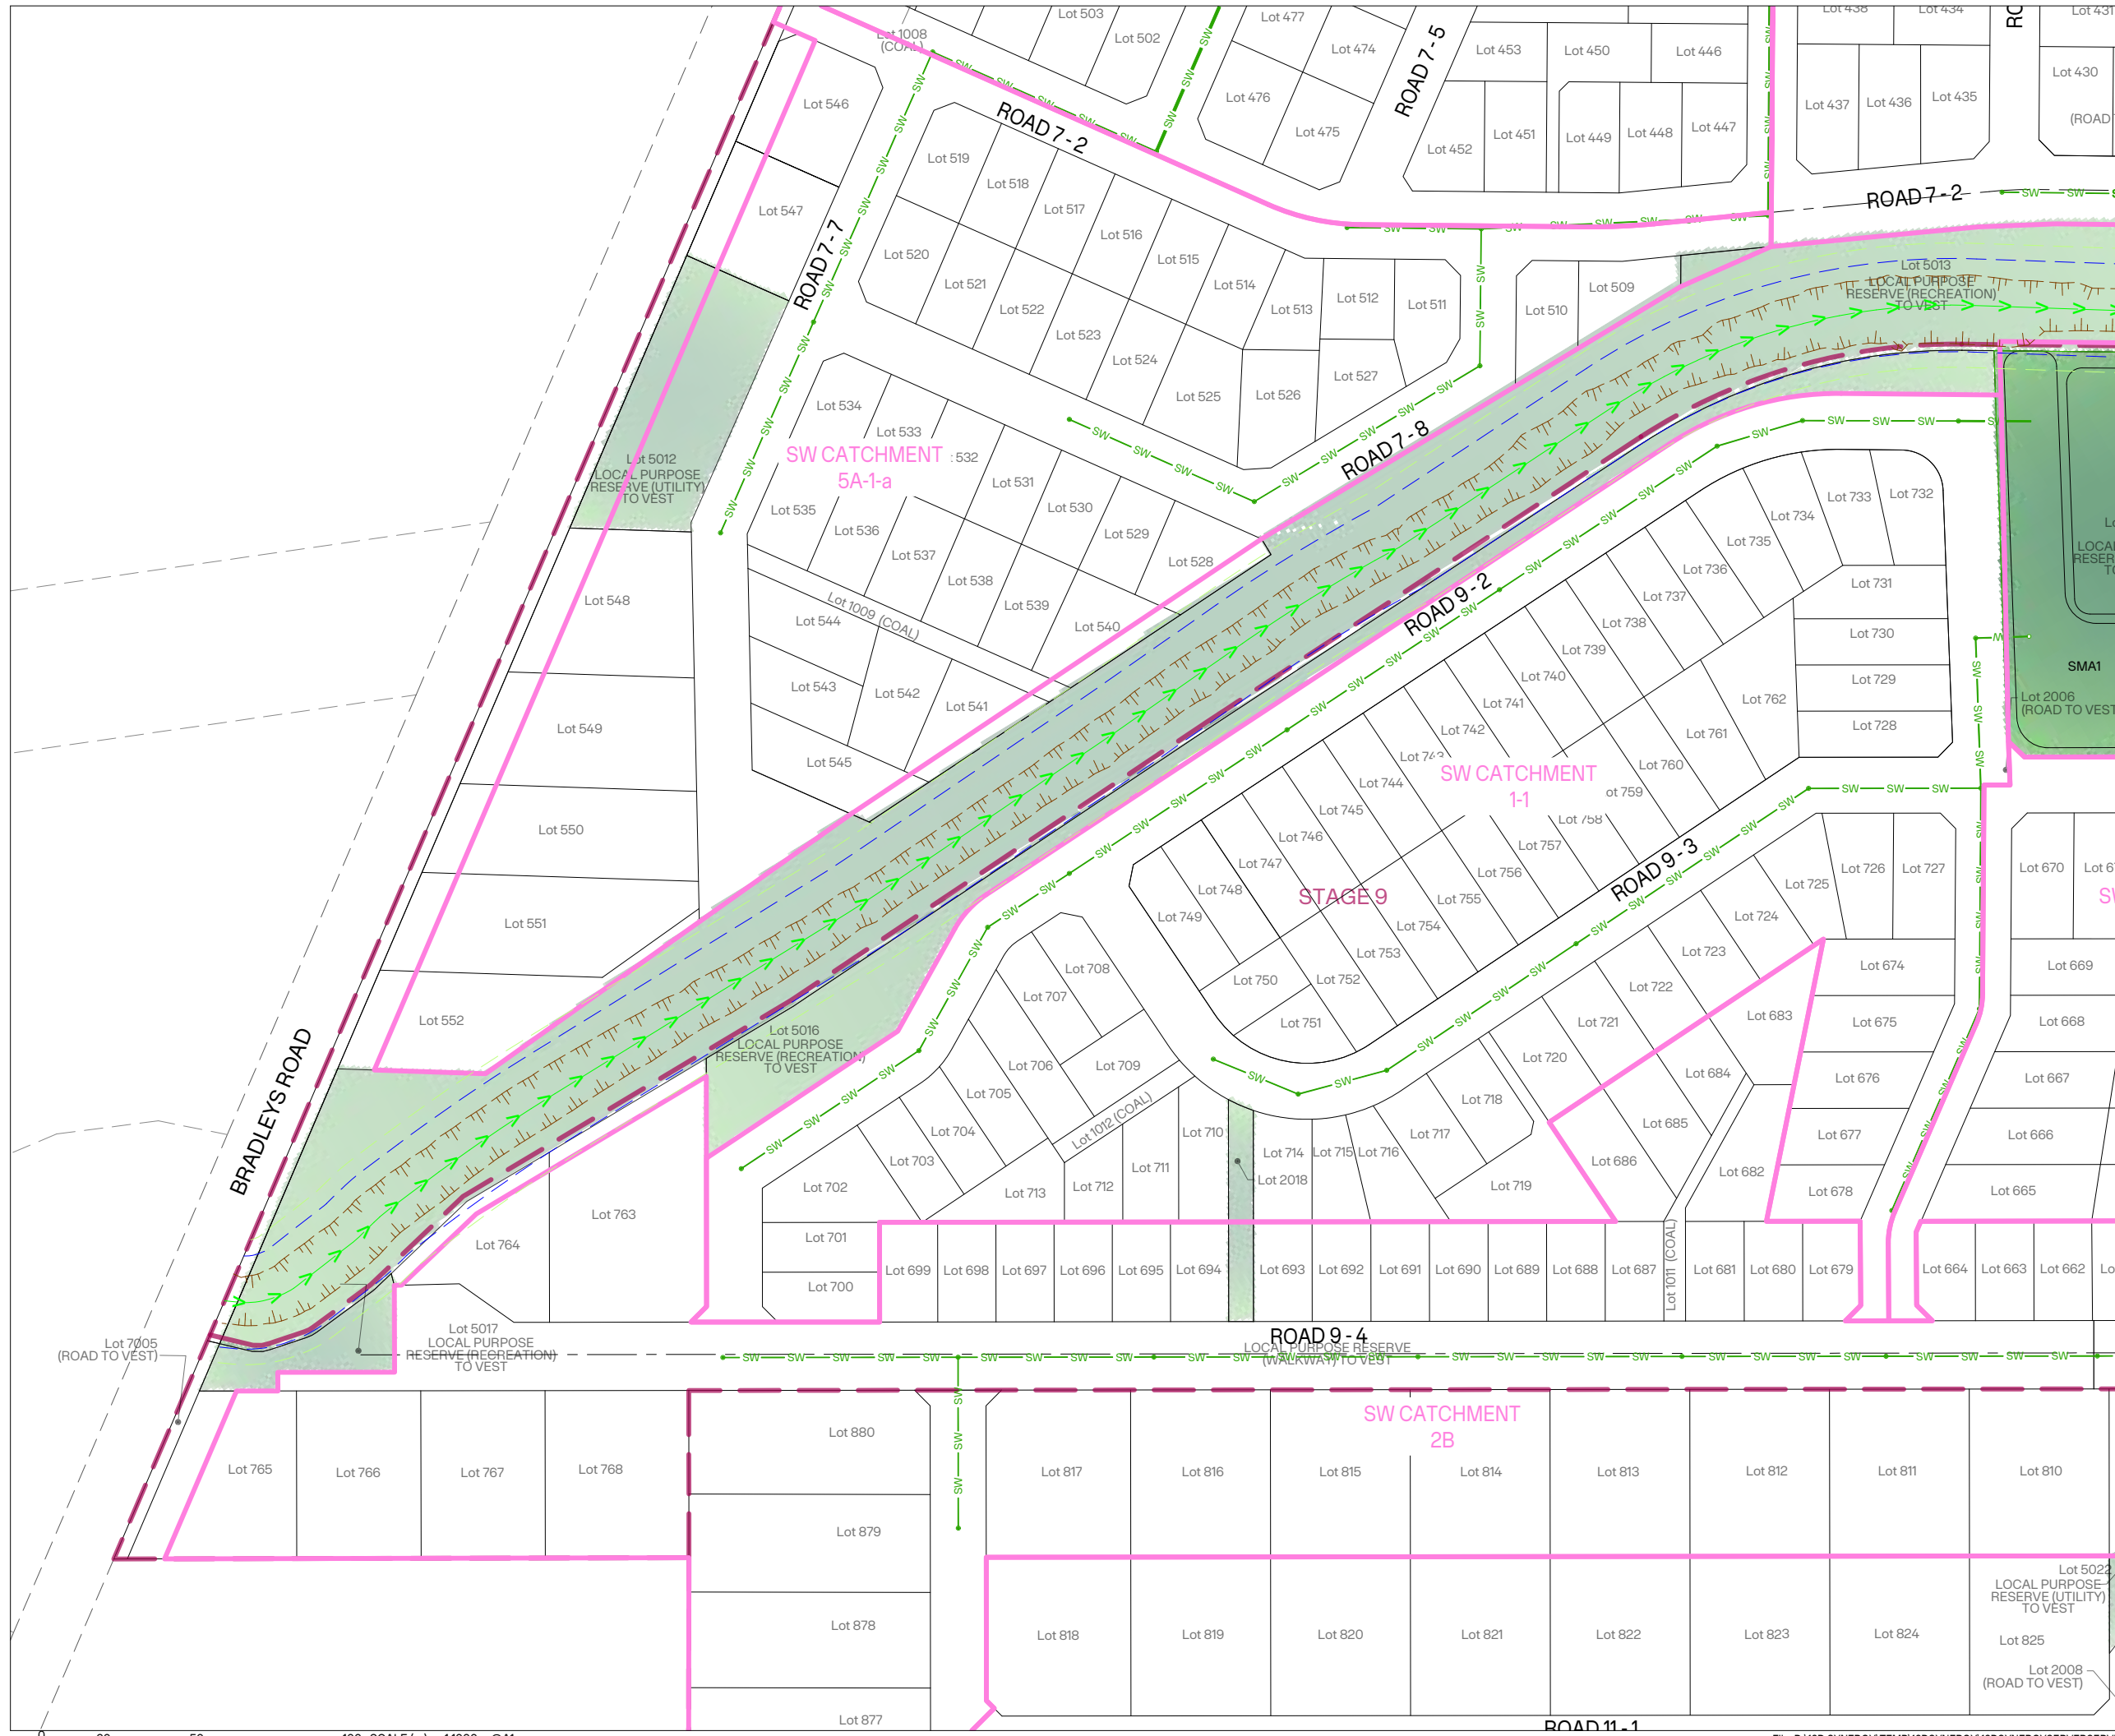 Lot 1008
(COAL)
Lot 503
Lot 502
Lot 477
Lot 474
Lot 476
Lot 475
ROAD 7 - 5
Lot 453
Lot 450
Lot 446
Lot 452
Lot 451
Lot 449
Lot 448
Lot 447
Lot 438
Lot 434
Lot 437
Lot 436
Lot 435
Lot 431
Lot 430
(ROAD
ROAD 7 - 2
ROAD 7 - 2
Lot 546
Lot 547
ROAD 7 - 7
Lot 519
Lot 518
Lot 517
Lot 516
Lot 515
Lot 514
Lot 513
Lot 512
Lot 511
Lot 510
Lot 509
Lot 520
Lot 521
Lot 522
Lot 523
Lot 524
Lot 525
Lot 526
Lot 527
Lot 5013
LOCAL PURPOSE
RESERVE (RECREATION)
TO VEST
Lot 5012
LOCAL PURPOSE
RESERVE (UTILITY)
TO VEST
Lot 534
Lot 533
: 532
Lot 531
Lot 530
Lot 529
Lot 528
SW CATCHMENT
5A-1-a
Lot 535
Lot 536
Lot 537
Lot 538
Lot 539
Lot 540
Lot 1009 (COAL)
Lot 544
Lot 543
Lot 542
Lot 541
Lot 545
ROAD 7 - 8
ROAD 9 - 2
Lot 548
Lot 549
Lot 550
Lot 551
Lot 552
BRADLEYS ROAD
Lot 732
Lot 733
Lot 734
Lot 735
Lot 736
Lot 737
Lot 738
Lot 739
Lot 740
Lot 741
Lot 742
Lot 743
Lot 744
Lot 745
Lot 746
Lot 747
Lot 748
Lot 749
Lot 731
Lot 730
Lot 729
Lot 728
Lot 762
Lot 761
Lot 760
ot 759
Lot 758
Lot 757
Lot 756
Lot 755
Lot 754
Lot 753
Lot 752
Lot 751
Lot 750
SW CATCHMENT
1-1
STAGE 9
ROAD 9 - 3
SMA1
Lot 2006
(ROAD TO VEST
Lot 670
Lot 669
Lot 668
Lot 667
Lot 666
Lot 665
Lot 727
Lot 726
Lot 725
Lot 724
Lot 723
Lot 722
Lot 721
Lot 720
Lot 674
Lot 675
Lot 676
Lot 677
Lot 678
Lot 683
Lot 684
Lot 685
Lot 686
Lot 682
Lot 5016
LOCAL PURPOSE
RESERVE (RECREATION)
TO VEST
Lot 708
Lot 707
Lot 706
Lot 709
Lot 705
Lot 704
Lot 703
Lot 702
Lot 1012 (COAL)
Lot 710
Lot 711
Lot 712
Lot 713
Lot 714
Lot 715
Lot 716
Lot 717
Lot 718
Lot 719
Lot 2018
Lot 701
Lot 700
Lot 699
Lot 698
Lot 697
Lot 696
Lot 695
Lot 694
Lot 693
Lot 692
Lot 691
Lot 690
Lot 689
Lot 688
Lot 687
Lot 1011 (COAL)
Lot 681
Lot 680
Lot 679
Lot 664
Lot 663
Lot 662
Lot 763
Lot 764
Lot 5017
LOCAL PURPOSE
RESERVE (RECREATION)
TO VEST
Lot 7005
(ROAD TO VEST)
ROAD 9 - 4
LOCAL PURPOSE RESERVE
(WALKWAY) TO VEST
SW CATCHMENT
2B
Lot 765
Lot 766
Lot 767
Lot 768
Lot 880
Lot 879
Lot 878
Lot 877
Lot 817
Lot 816
Lot 815
Lot 814
Lot 813
Lot 812
Lot 811
Lot 810
Lot 818
Lot 819
Lot 820
Lot 821
Lot 822
Lot 823
Lot 824
Lot 825
Lot 5022
LOCAL PURPOSE
RESERVE (UTILITY)
TO VEST
Lot 2008
(ROAD TO VEST)
ROAD 11 - 1